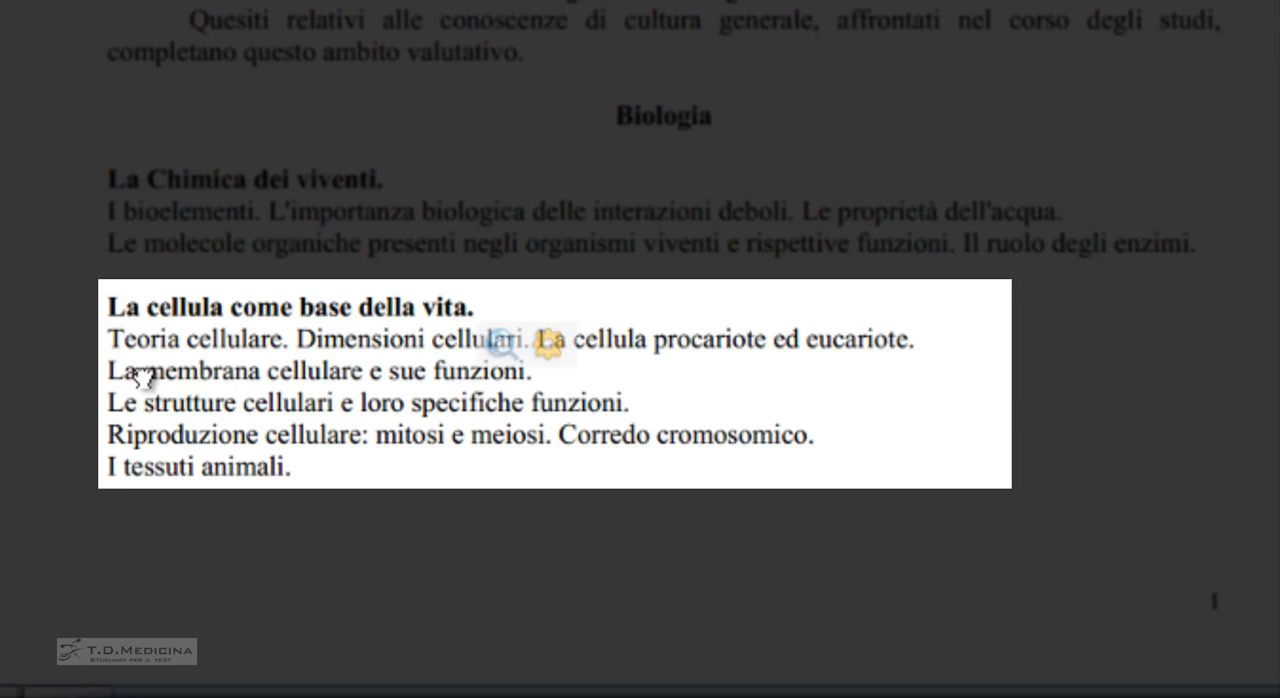 Quesiti relativi alle conoscenze di cultura generale, affrontati nel corso degli studi,
completano questo ambito valutativo.
Biologia
La Chimica dei viventi.
I bioelementi. L'importanza biologica delle interazioni deboli. Le proprietà dell'acqua.
Le molecole organiche presenti negli organismi viventi e rispettive funzioni. Il ruolo degli enzimi.
La cellula come base della vita.
Teoria cellulare. Dimensioni cellulari. La cellula procariote ed eucariote.
La membrana cellulare e sue funzioni.
Le strutture cellulari e loro specifiche funzioni.
Riproduzione cellulare: mitosi e meiosi. Corredo cromosomico.
I tessuti animali.
1
T.D.MEDICINA
STUDIAMO PER IL TEST